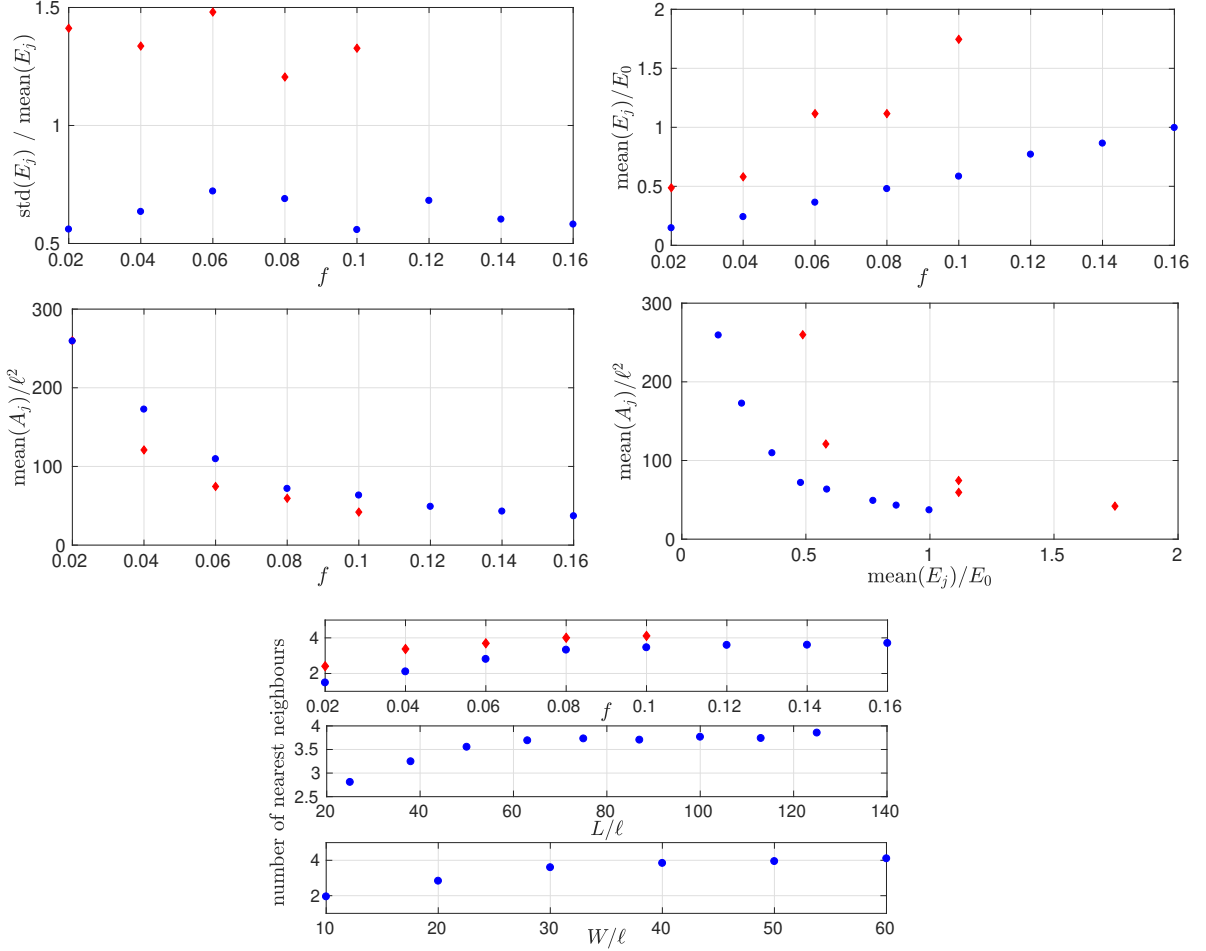 1.5
1
0.5
std(E_j) / mean(E_j)
0.02 0.04 0.06 0.08 0.1 0.12 0.14 0.16
f
2
1.5
1
0.5
0
mean(E_j)/E_0
0.02 0.04 0.06 0.08 0.1 0.12 0.14 0.16
f
300
200
100
0
mean(A_j)/ℓ^2
0.02 0.04 0.06 0.08 0.1 0.12 0.14 0.16
f
300
200
100
0
mean(A_j)/ℓ^2
0 0.5 1 1.5 2
mean(E_j)/E_0
number of nearest neighbours
4
2
0.02 0.04 0.06 0.08 0.1 0.12 0.14 0.16
f
4
3.5
3
2.5
20 40 60 80 100 120 140
L/ℓ
4
2
10 20 30 40 50 60
W/ℓ